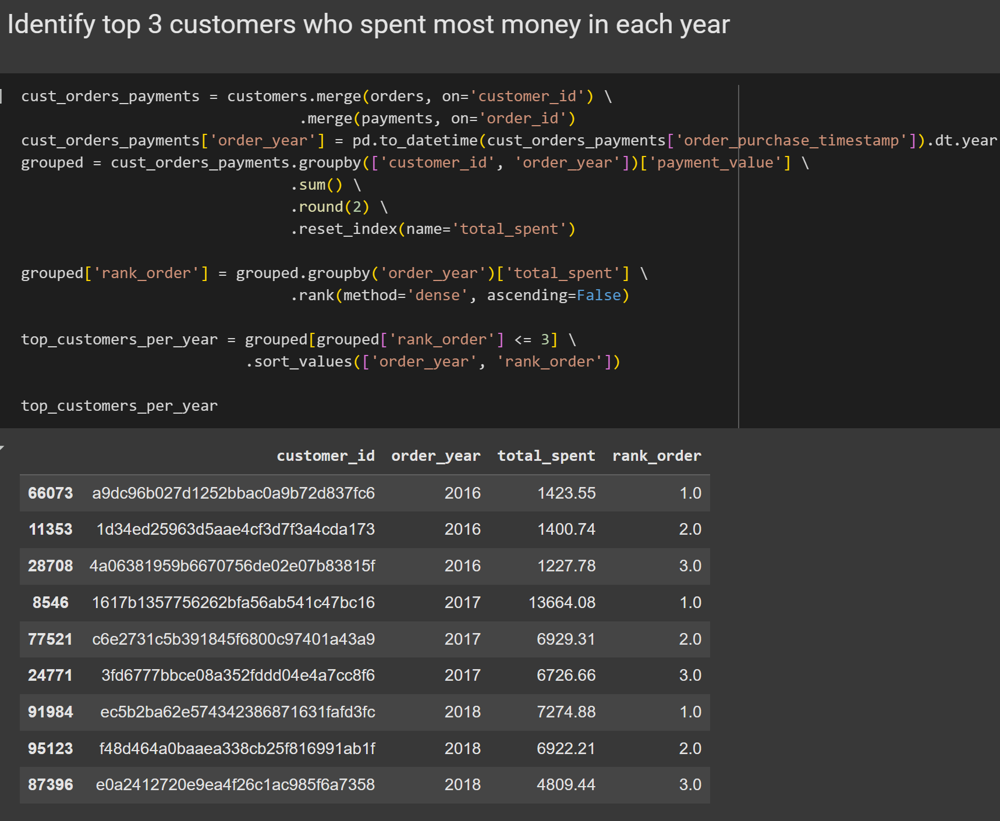 Identify top 3 customers who spent most money in each year
cust_orders_payments = customers.merge(orders, on='customer_id') \
.merge(payments, on='order_id')
cust_orders_payments['order_year'] = pd.to_datetime(cust_orders_payments['order_purchase_timestamp']).dt.year
grouped = cust_orders_payments.groupby(['customer_id', 'order_year'])['payment_value'] \
.sum() \
.round(2) \
.reset_index(name='total_spent')
grouped['rank_order'] = grouped.groupby('order_year')['total_spent'] \
.rank(method='dense', ascending=False)
top_customers_per_year = grouped[grouped['rank_order'] <= 3] \
.sort_values(['order_year', 'rank_order'])
top_customers_per_year
customer_id order_year total_spent rank_order
66073 a9dc96b027d1252bbac0a9b72d837fc6 2016 1423.55 1.0
11353 1d34ed25963d5aae4cf3d7f3a4cda173 2016 1400.74 2.0
28708 4a06381959b6670756de02e07b83815f 2016 1227.78 3.0
8546 1617b1357756262bfa56ab541c47bc16 2017 13664.08 1.0
77521 c6e2731c5b391845f6800c97401a43a9 2017 6929.31 2.0
24771 3fd6777bbce08a352fddd04e4a7cc8f6 2017 6726.66 3.0
91984 ec5b2ba62e574342386871631fafd3fc 2018 7274.88 1.0
95123 f48d464a0baaea338cb25f816991ab1f 2018 6922.21 2.0
87396 e0a2412720e9ea4f26c1ac985f6a7358 2018 4809.44 3.0